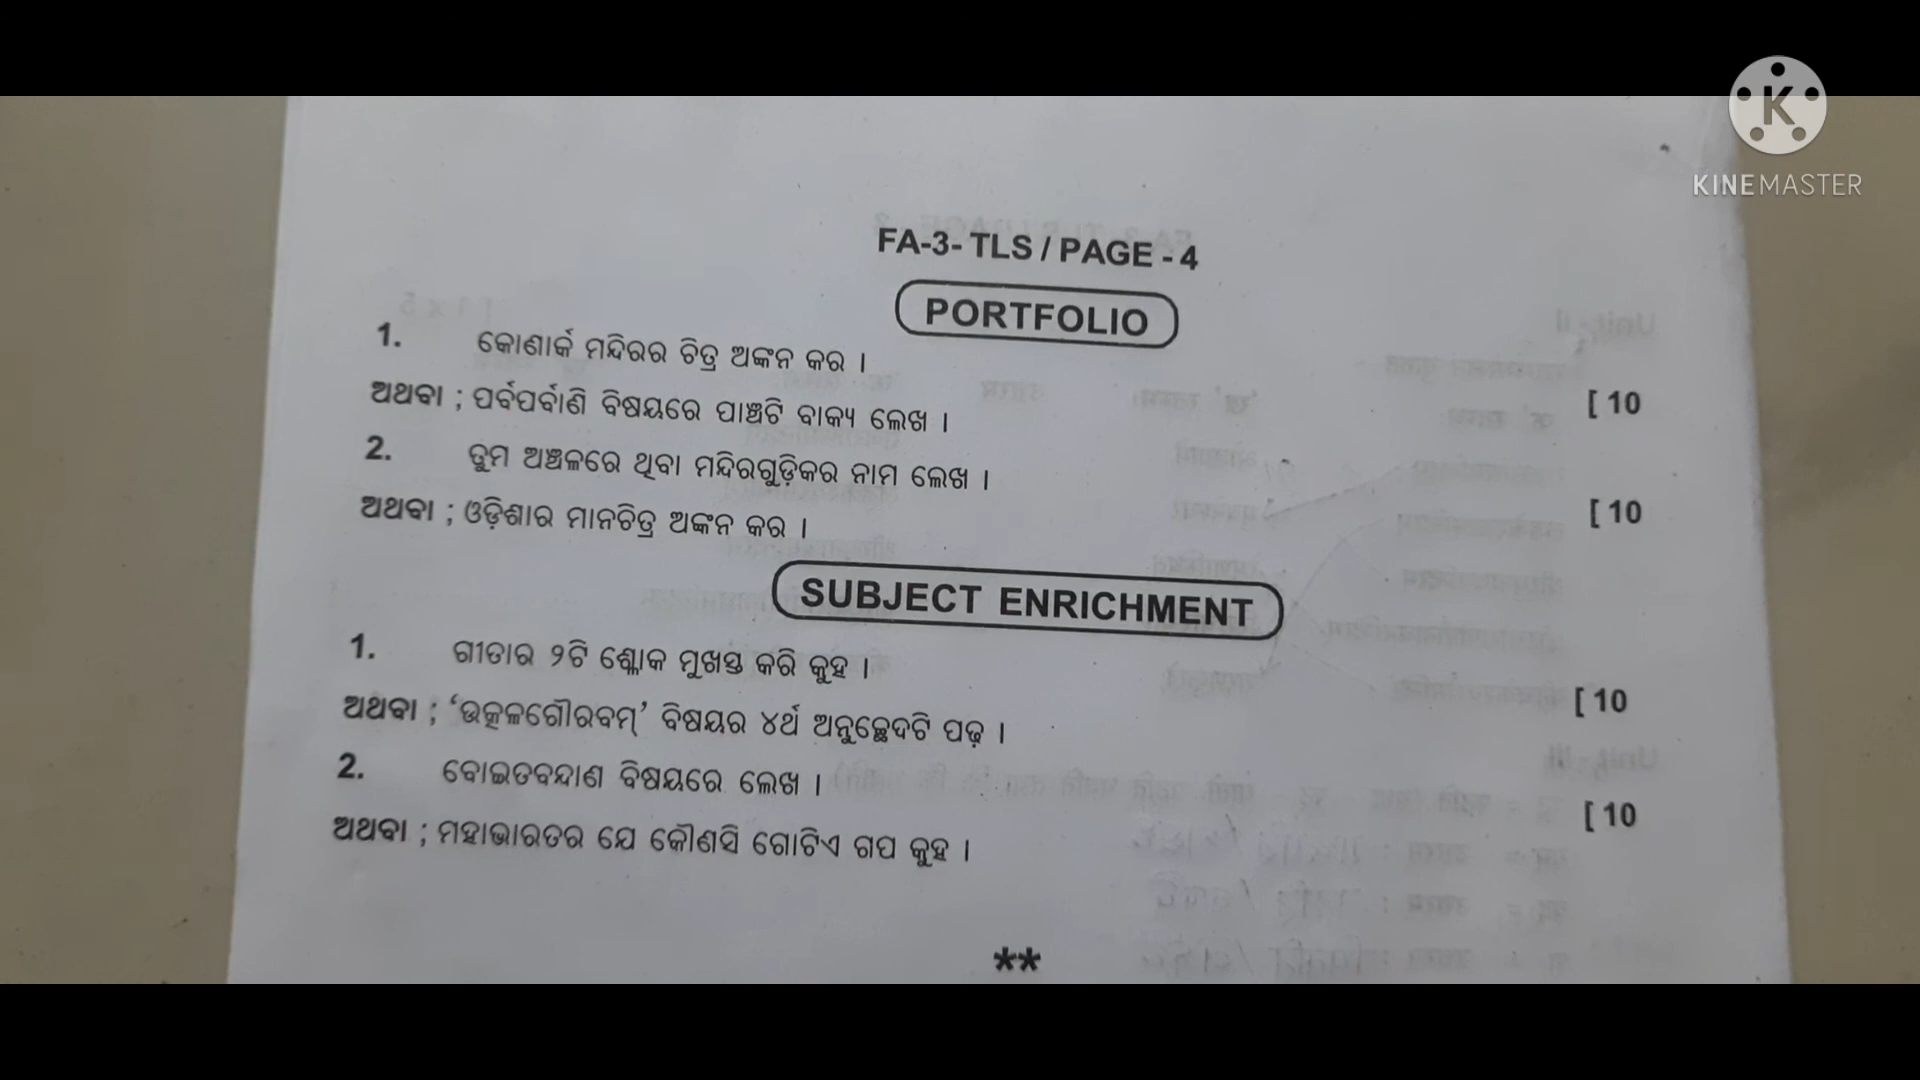 K
KINEMASTER
FA-3- TLS / PAGE - 4
PORTFOLIO
1. କୋଣାର୍କ ମନ୍ଦିରର ଚିତ୍ର ଅଙ୍କନ କର ।
[ 10
ଅଥବା ; ପର୍ବପର୍ବାଣି ବିଷୟରେ ପାଞ୍ଚଟି ବାକ୍ୟ ଲେଖ ।
2. ତୁମ ଅଞ୍ଚଳରେ ଥିବା ମନ୍ଦିରଗୁଡ଼ିକର ନାମ ଲେଖ ।
[ 10
ଅଥବା ; ଓଡ଼ିଶାର ମାନଚିତ୍ର ଅଙ୍କନ କର ।
SUBJECT ENRICHMENT
1. ଗୀତାର ୨ଟି ଶ୍ଳୋକ ମୁଖସ୍ତ କରି କୁହ ।
[ 10
ଅଥବା ; ‘ଉତ୍କଳଗୌରବମ୍’ ବିଷୟର ୪ର୍ଥ ଅନୁଚ୍ଛେଦଟି ପଢ଼ ।
2. ବୋଇତବନ୍ଦାଣ ବିଷୟରେ ଲେଖ ।
[ 10
ଅଥବା ; ମହାଭାରତର ଯେ କୌଣସି ଗୋଟିଏ ଗପ କୁହ ।
**